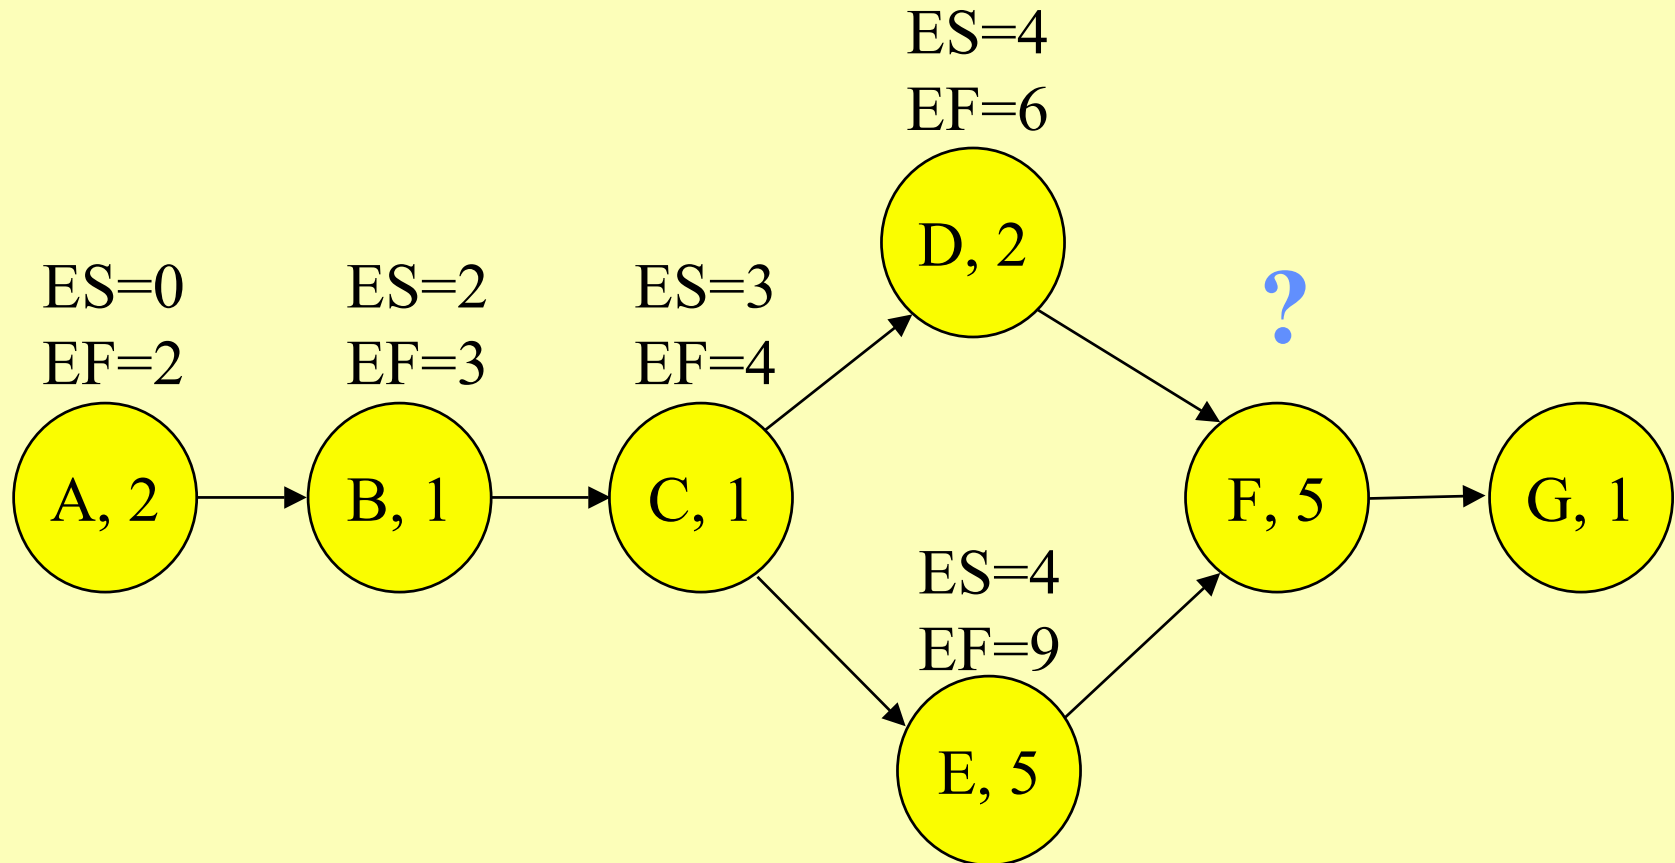 ES=4
EF=6
D, 2
ES=0
EF=2
ES=2
EF=3
ES=3
EF=4
?
A, 2
B, 1
C, 1
F, 5
G, 1
ES=4
EF=9
E, 5